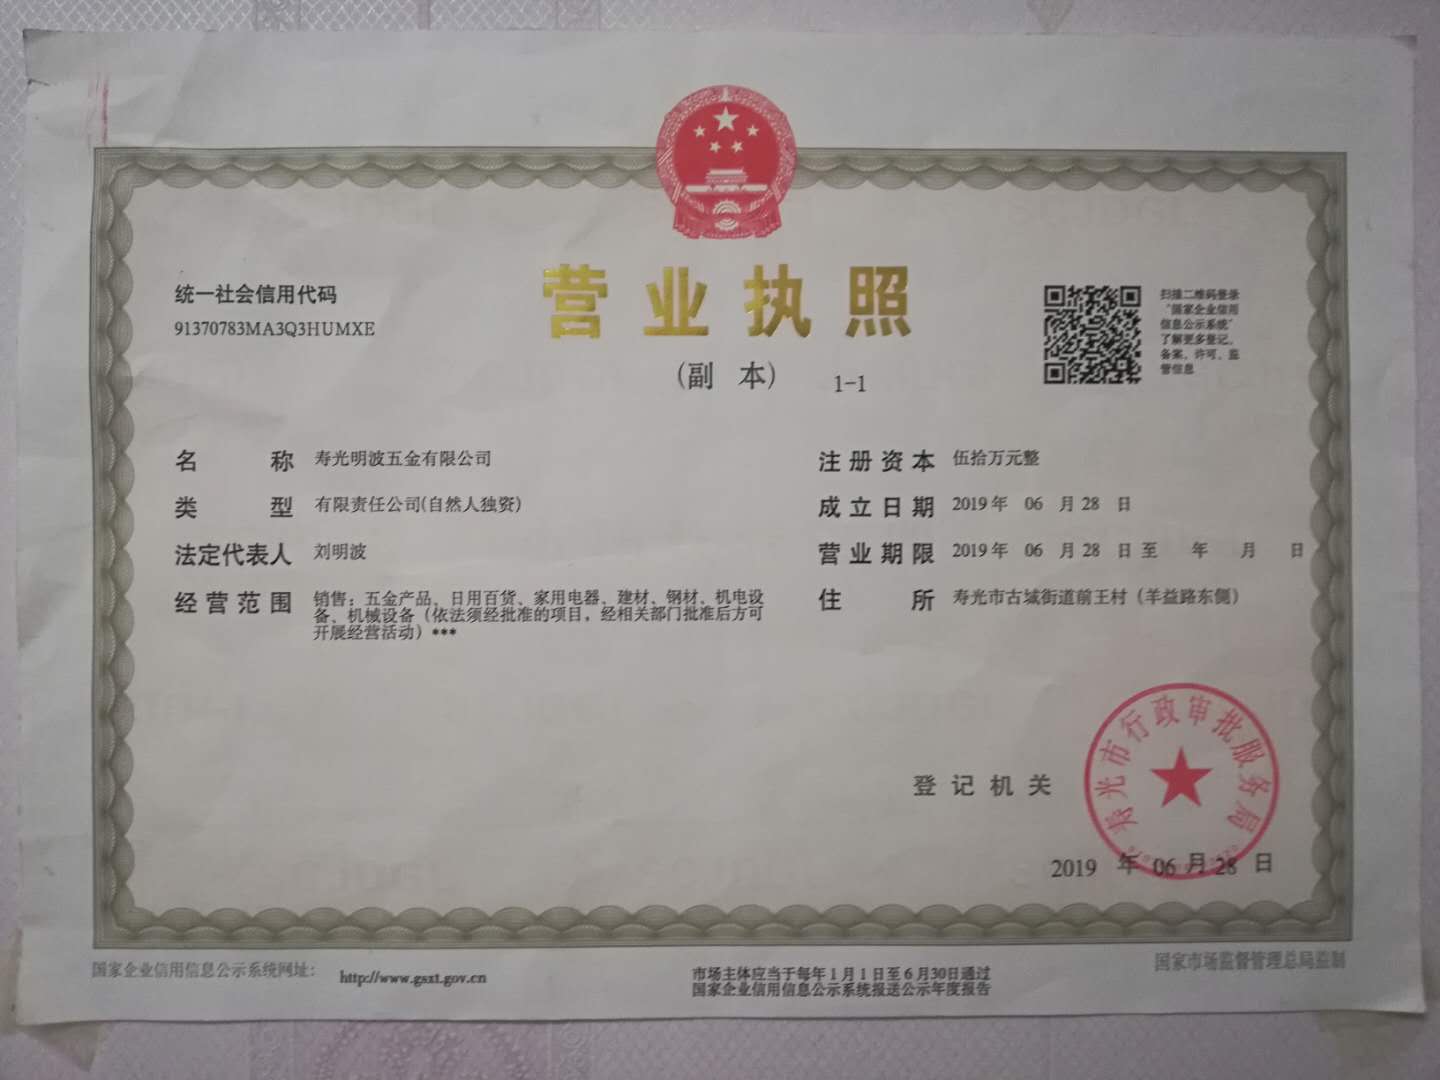 营业执照
(副 本) 1-1
统一社会信用代码
91370783MA3Q3HUMXE
扫描二维码登录
“国家企业信用
信息公示系统”
了解更多登记、
备案、许可、监
管信息
名 称 寿光明波五金有限公司
类 型 有限责任公司(自然人独资)
法定代表人 刘明波
经营范围 销售：五金产品、日用百货、家用电器、建材、钢材、机电设
备、机械设备（依法须经批准的项目，经相关部门批准后方可
开展经营活动）***
注册资本 伍拾万元整
成立日期 2019 年 06 月 28 日
营业期限 2019 年 06 月 28 日 至 年 月 日
住 所 寿光市古城街道前王村（羊益路东侧）
登记机关
寿光市行政审批服务局
2019 年 06 月 28 日
国家企业信用信息公示系统网址： http://www.gsxt.gov.cn
市场主体应当于每年1月1日至6月30日通过
国家企业信用信息公示系统报送公示年度报告
国家市场监督管理总局监制